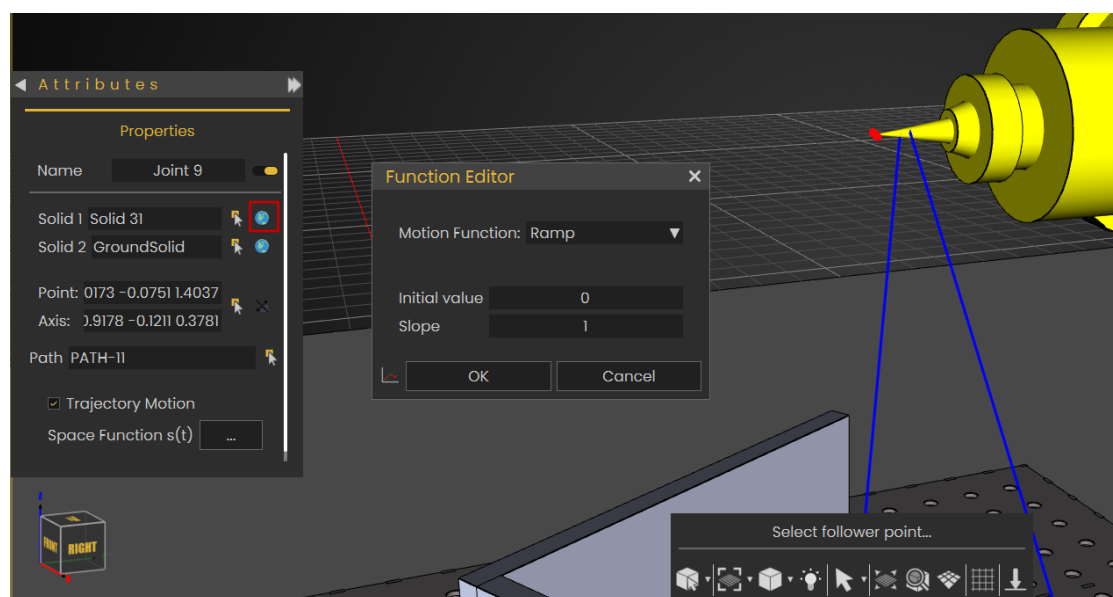 Attributes
Properties
Name Joint 9
Solid 1 Solid 31
Solid 2 GroundSolid
Point: 0173 -0.0751 1.4037
Axis: 0.9178 -0.1211 0.3781
Path PATH-11
Trajectory Motion
Space Function s(t) ...
Function Editor
Motion Function: Ramp
Initial value 0
Slope 1
OK Cancel
FRONT RIGHT
Select follower point...